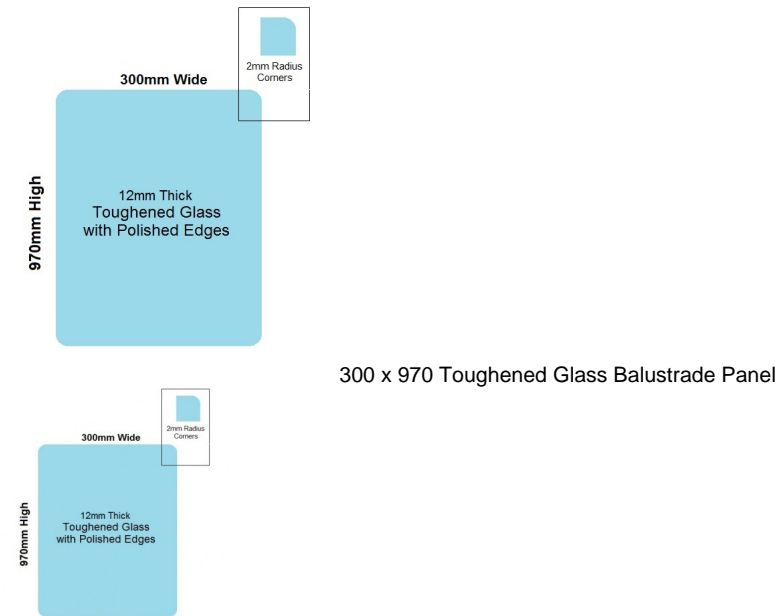 2mm Radius
Corners
300mm Wide
970mm High
12mm Thick
Toughened Glass
with Polished Edges
300 x 970 Toughened Glass Balustrade Panel
2mm Radius
Corners
300mm Wide
970mm High
12mm Thick
Toughened Glass
with Polished Edges